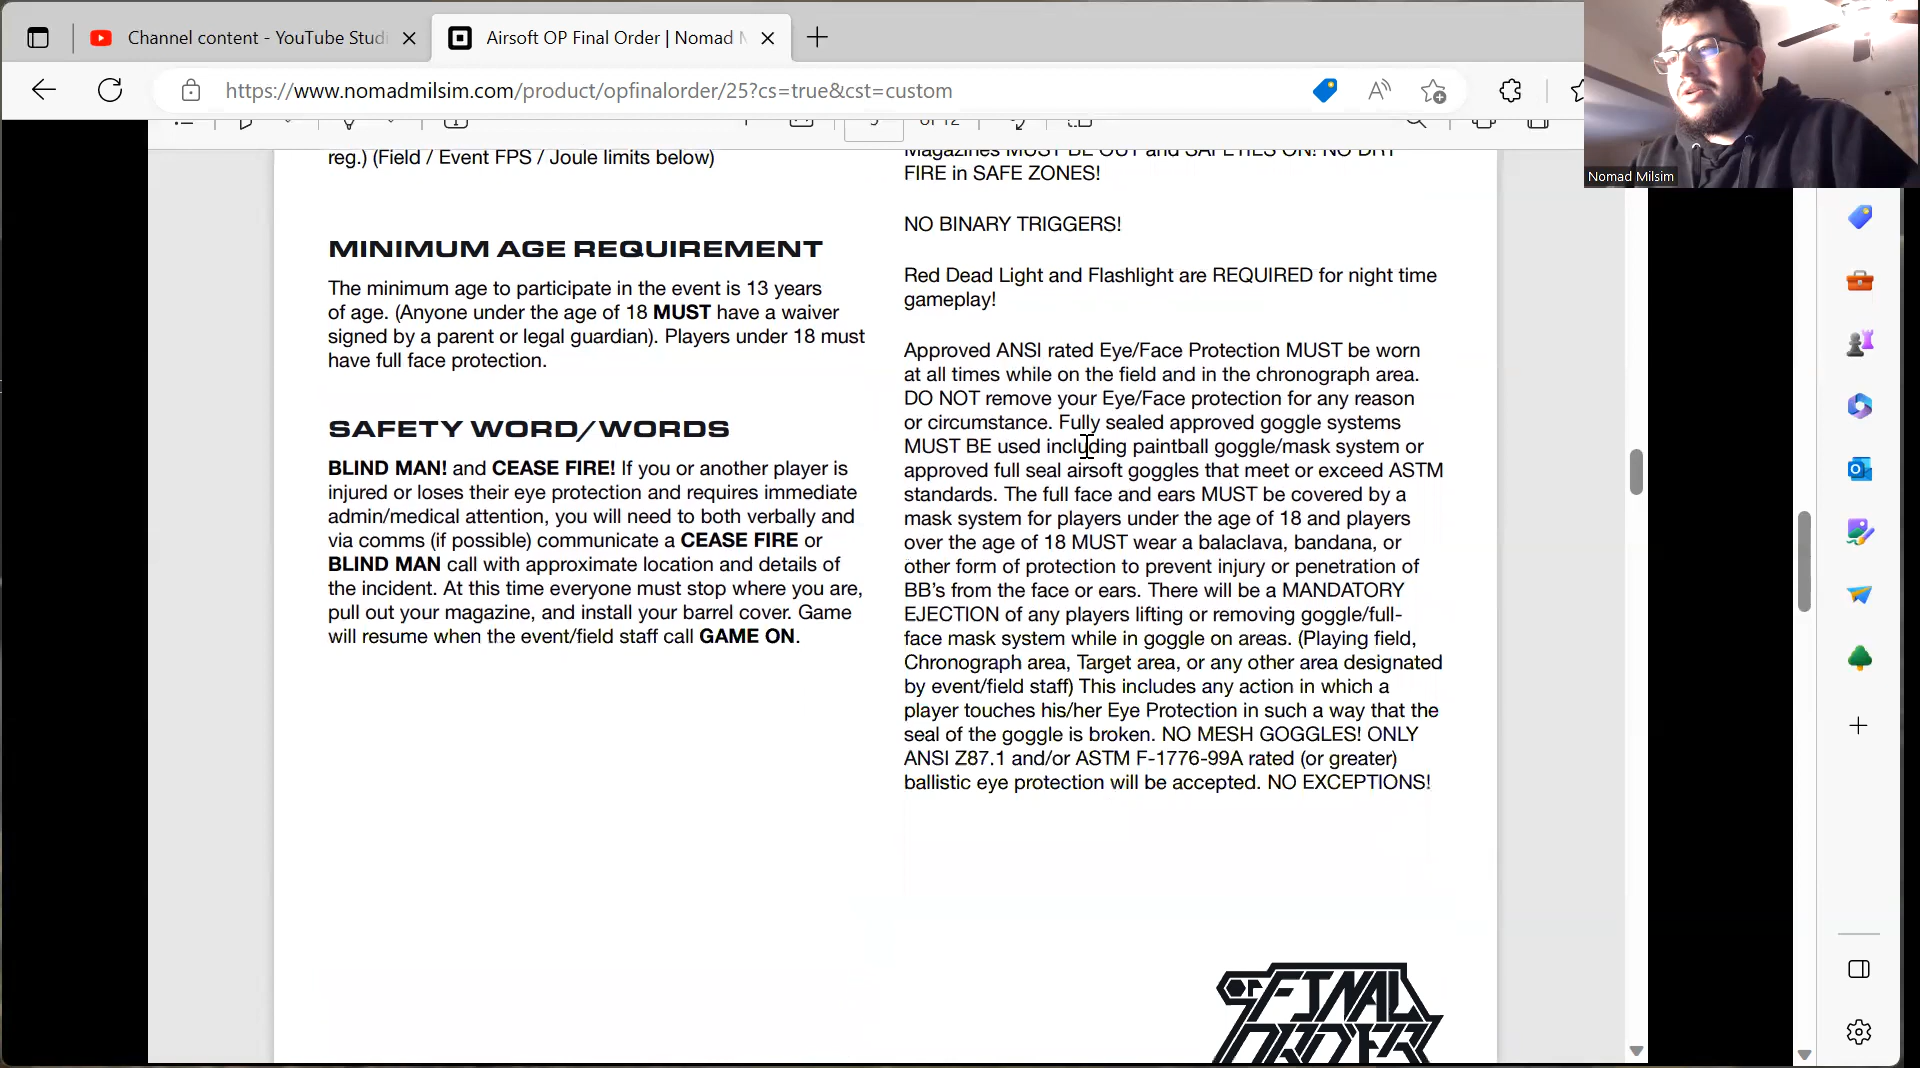 Channel content - YouTube Studi
Airsoft OP Final Order | Nomad M
https://www.nomadmilsim.com/product/opfinalorder/25?cs=true&cst=custom
Nomad Milsim
of 12
reg.) (Field / Event FPS / Joule limits below)
MINIMUM AGE REQUIREMENT
The minimum age to participate in the event is 13 years
of age. (Anyone under the age of 18 MUST have a waiver
signed by a parent or legal guardian). Players under 18 must
have full face protection.
SAFETY WORD/WORDS
BLIND MAN! and CEASE FIRE! If you or another player is
injured or loses their eye protection and requires immediate
admin/medical attention, you will need to both verbally and
via comms (if possible) communicate a CEASE FIRE or
BLIND MAN call with approximate location and details of
the incident. At this time everyone must stop where you are,
pull out your magazine, and install your barrel cover. Game
will resume when the event/field staff call GAME ON.
Magazines MUST BE OUT and SAFETIES ON! NO DRY
FIRE in SAFE ZONES!
NO BINARY TRIGGERS!
Red Dead Light and Flashlight are REQUIRED for night time
gameplay!
Approved ANSI rated Eye/Face Protection MUST be worn
at all times while on the field and in the chronograph area.
DO NOT remove your Eye/Face protection for any reason
or circumstance. Fully sealed approved goggle systems
MUST BE used including paintball goggle/mask system or
approved full seal airsoft goggles that meet or exceed ASTM
standards. The full face and ears MUST be covered by a
mask system for players under the age of 18 and players
over the age of 18 MUST wear a balaclava, bandana, or
other form of protection to prevent injury or penetration of
BB's from the face or ears. There will be a MANDATORY
EJECTION of any players lifting or removing goggle/full-
face mask system while in goggle on areas. (Playing field,
Chronograph area, Target area, or any other area designated
by event/field staff) This includes any action in which a
player touches his/her Eye Protection in such a way that the
seal of the goggle is broken. NO MESH GOGGLES! ONLY
ANSI Z87.1 and/or ASTM F-1776-99A rated (or greater)
ballistic eye protection will be accepted. NO EXCEPTIONS!
OP FINAL
ORDER